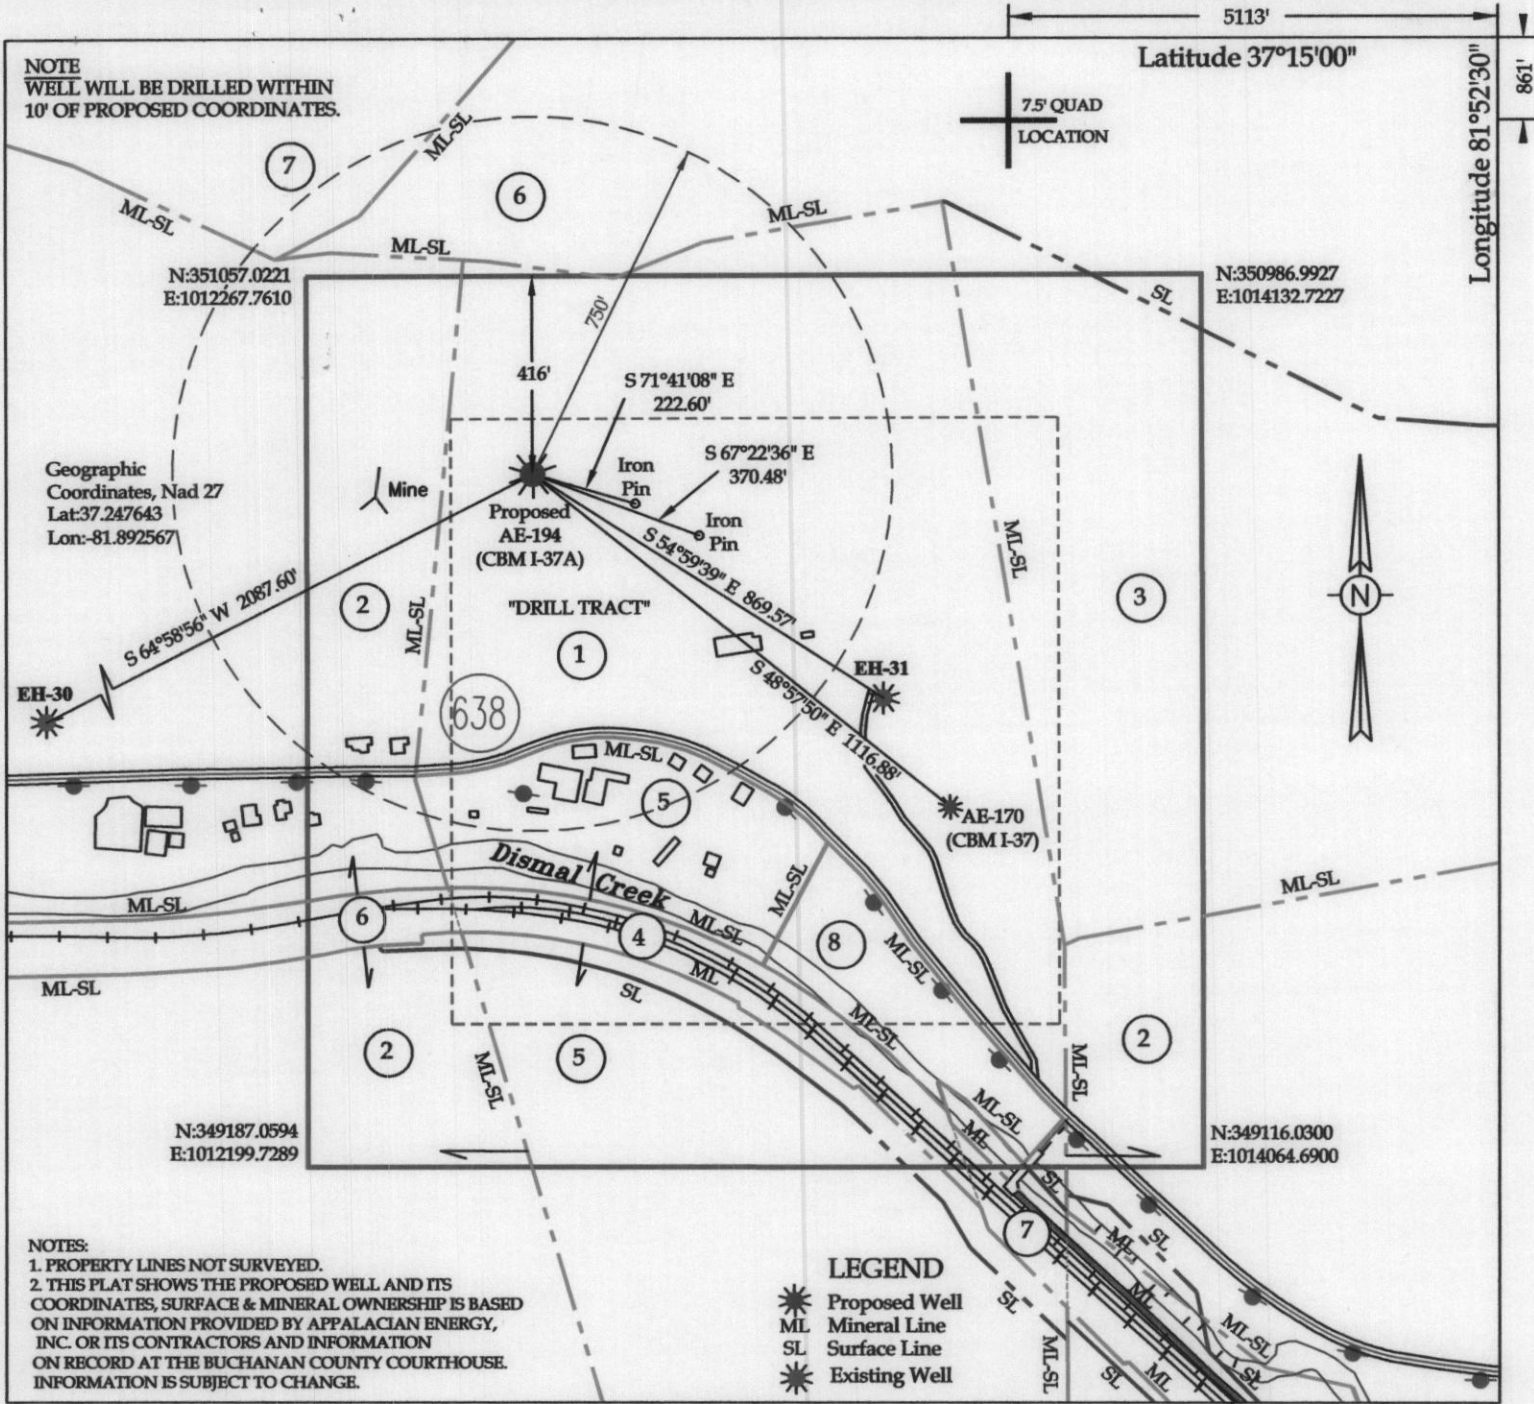 5113'
Latitude 37°15'00"
861'
Longitude 81°52'30"
NOTE
WELL WILL BE DRILLED WITHIN
10' OF PROPOSED COORDINATES.
7.5' QUAD
LOCATION
7
ML-SL
6
ML-SL
ML-SL
ML-SL
N:351057.0221
E:1012267.7610
N:350986.9927
E:1014132.7227
SL
750'
416'
S 71°41'08" E
222.60'
S 67°22'36" E
370.48'
Geographic
Coordinates, Nad 27
Lat:37.247643
Lon:-81.892567
Mine
Iron
Pin
Iron
Pin
Proposed
AE-194
(CBM I-37A)
S 54°59'39" E 869.57'
ML-SL
N
S 64°58'56" W 2087.60'
2
ML-SL
"DRILL TRACT"
1
3
EH-30
638
EH-31
S 48°57'50" E 1116.88'
ML-SL
5
AE-170
(CBM I-37)
Dismal Creek
ML-SL
ML-SL
ML-SL
6
4
ML-SL
8
ML-SL
ML-SL
ML
SL
ML-SL
2
5
2
ML-SL
ML-SL
ML-SL
ML
N:349187.0594
E:1012199.7289
N:349116.0300
E:1014064.6900
SL
7
SL
ML
ML
SL
ML-SL
SL
ML-SL
SL
ML
NOTES:
1. PROPERTY LINES NOT SURVEYED.
2. THIS PLAT SHOWS THE PROPOSED WELL AND ITS
COORDINATES, SURFACE & MINERAL OWNERSHIP IS BASED
ON INFORMATION PROVIDED BY APPALACIAN ENERGY,
INC. OR ITS CONTRACTORS AND INFORMATION
ON RECORD AT THE BUCHANAN COUNTY COURTHOUSE.
INFORMATION IS SUBJECT TO CHANGE.
LEGEND
Proposed Well
ML Mineral Line
SL Surface Line
Existing Well